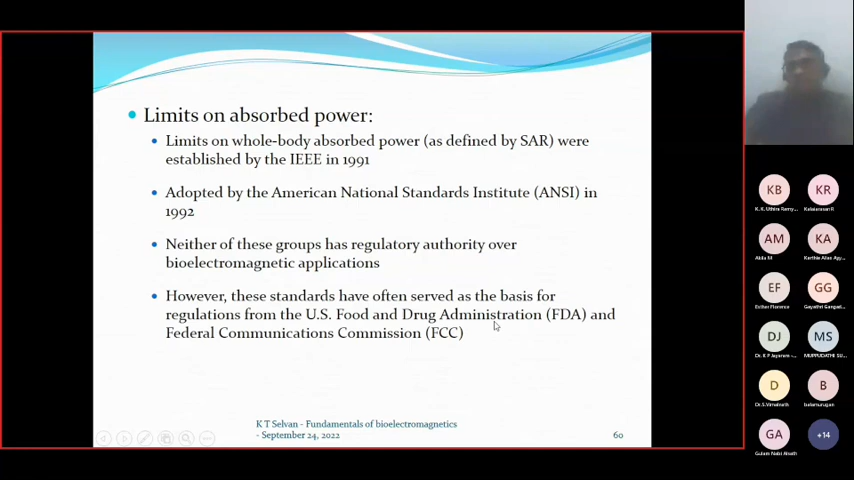 Limits on absorbed power:
Limits on whole-body absorbed power (as defined by SAR) were
established by the IEEE in 1991
Adopted by the American National Standards Institute (ANSI) in
1992
Neither of these groups has regulatory authority over
bioelectromagnetic applications
However, these standards have often served as the basis for
regulations from the U.S. Food and Drug Administration (FDA) and
Federal Communications Commission (FCC)
K T Selvan - Fundamentals of bioelectromagnetics
- September 24, 2022
60
KB
KR
AM
KA
Akila M
EF
GG
Esther Florence
DJ
MS
D
B
GA
+14